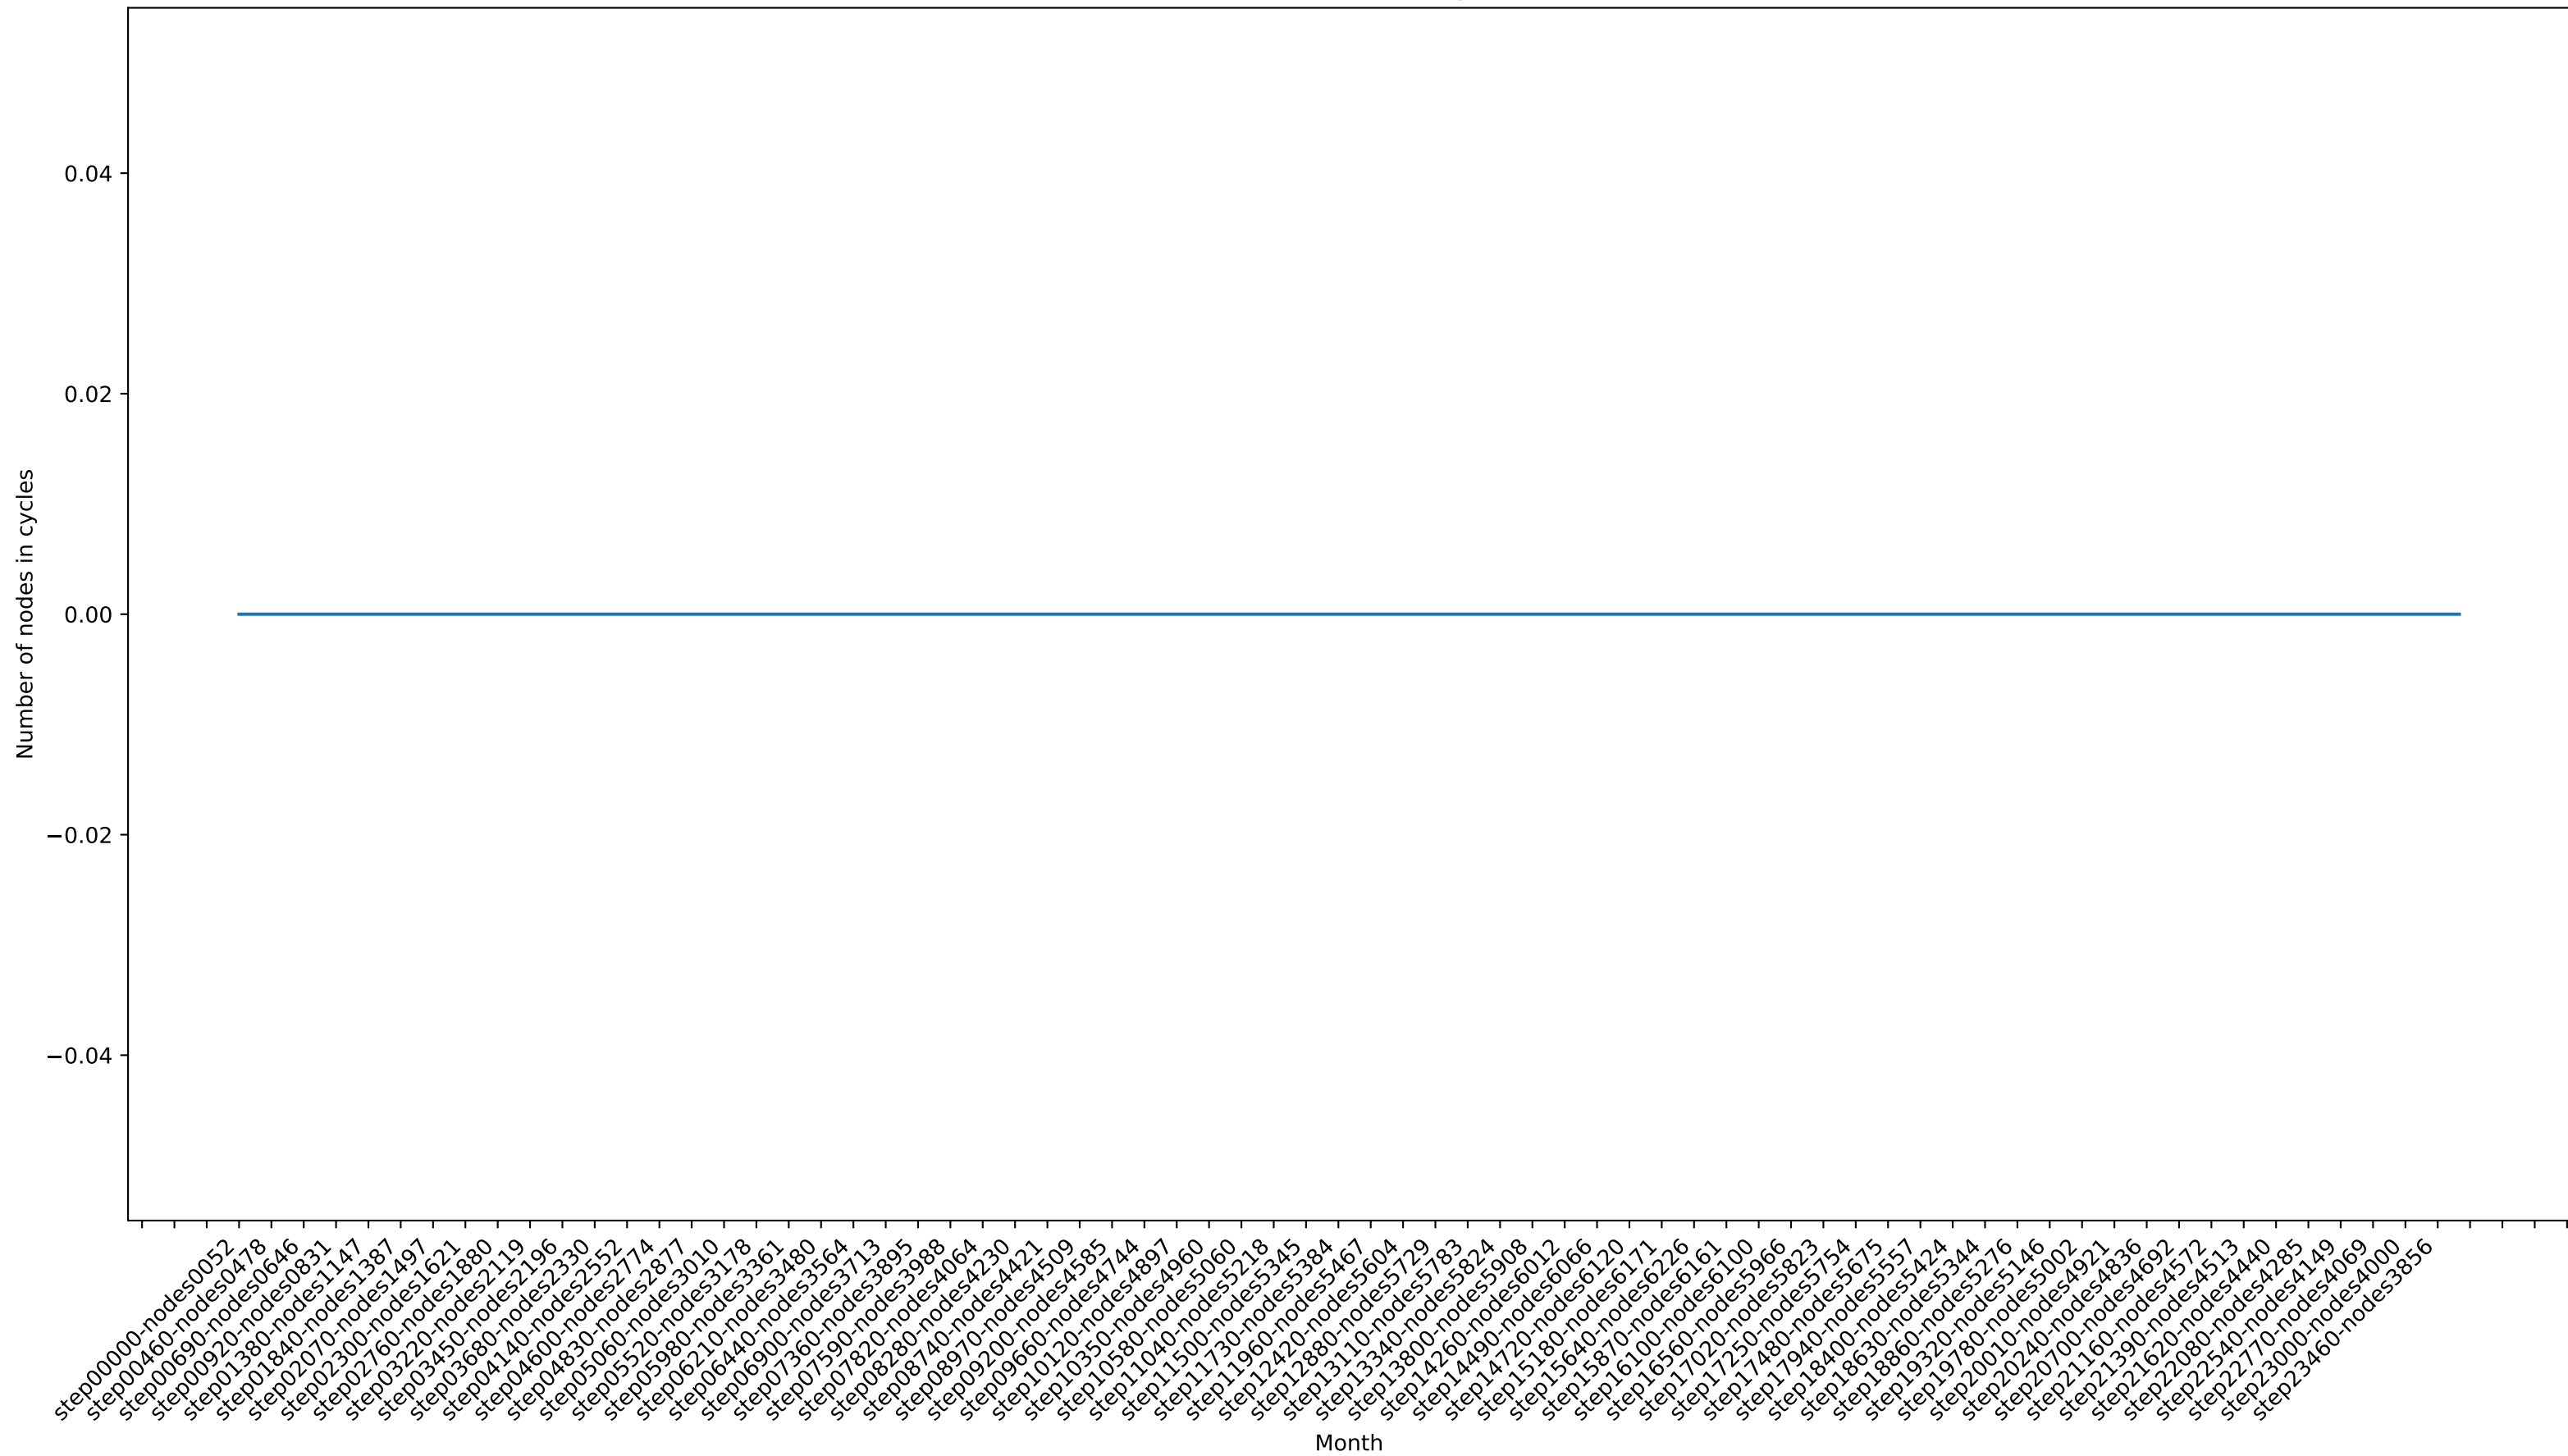 0.04
0.02
0.00
−0.02
−0.04
Number of nodes in cycles
step00000-nodes0052
step00460-nodes0478
step00690-nodes0646
step00920-nodes0831
step01380-nodes1147
step01840-nodes1387
step02070-nodes1497
step02300-nodes1621
step02760-nodes1880
step03220-nodes2119
step03450-nodes2196
step03680-nodes2330
step04140-nodes2552
step04600-nodes2774
step04830-nodes2877
step05060-nodes3010
step05520-nodes3178
step05980-nodes3361
step06210-nodes3480
step06440-nodes3564
step06900-nodes3713
step07360-nodes3895
step07590-nodes3988
step07820-nodes4064
step08280-nodes4230
step08740-nodes4421
step08970-nodes4509
step09200-nodes4585
step09660-nodes4744
step10120-nodes4897
step10350-nodes4960
step10580-nodes5060
step11040-nodes5218
step11500-nodes5345
step11730-nodes5384
step11960-nodes5467
step12420-nodes5604
step12880-nodes5729
step13110-nodes5783
step13340-nodes5824
step13800-nodes5908
step14260-nodes6012
step14490-nodes6066
step14720-nodes6120
step15180-nodes6171
step15640-nodes6226
step15870-nodes6161
step16100-nodes6100
step16560-nodes5966
step17020-nodes5823
step17250-nodes5754
step17480-nodes5675
step17940-nodes5557
step18400-nodes5424
step18630-nodes5344
step18860-nodes5276
step19320-nodes5146
step19780-nodes5002
step20010-nodes4921
step20240-nodes4836
step20700-nodes4692
step21160-nodes4572
step21390-nodes4513
step21620-nodes4440
step22080-nodes4285
step22540-nodes4149
step22770-nodes4069
step23000-nodes4000
step23460-nodes3856
Month